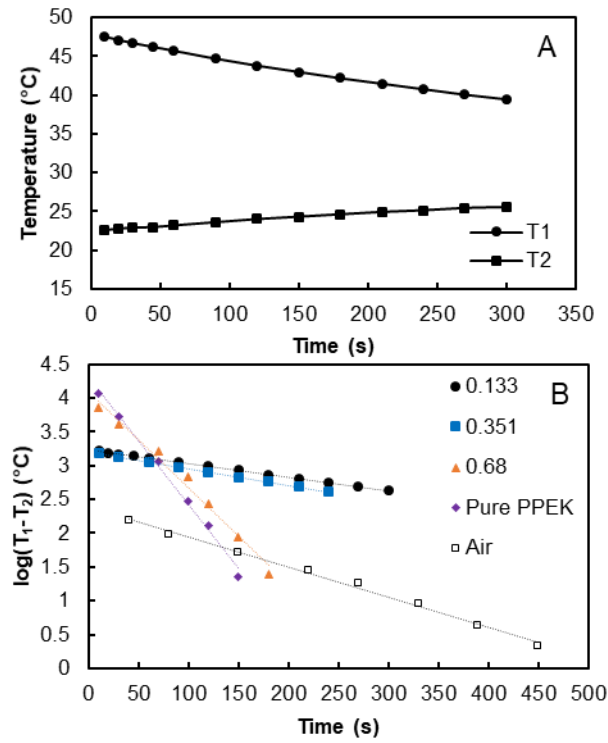 A
50
45
40
35
30
25
20
15
Temperature (°C)
T1
T2
0 50 100 150 200 250 300 350
Time (s)
B
4.5
4
3.5
3
2.5
2
1.5
1
0.5
0
log(T1-T2) (°C)
0.133
0.351
0.68
Pure PPEK
Air
0 50 100 150 200 250 300 350 400 450 500
Time (s)